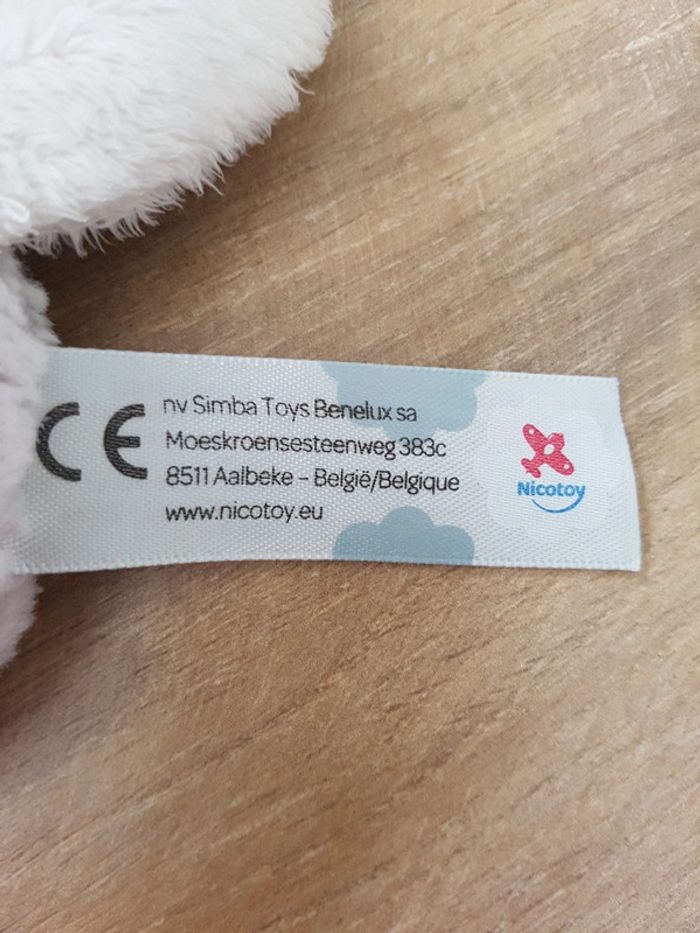 CE
nv Simba Toys Benelux sa
Moeskroensesteenweg 383c
8511 Aalbeke – België/Belgique
www.nicotoy.eu
Nicotoy